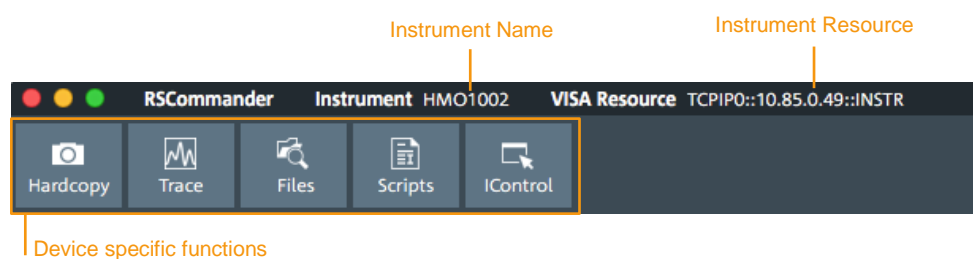 Instrument Name Instrument Resource
RSCommander Instrument HMO1002 VISA Resource TCPIP0::10.85.0.49::INSTR
Hardcopy Trace Files Scripts IControl
Device specific functions